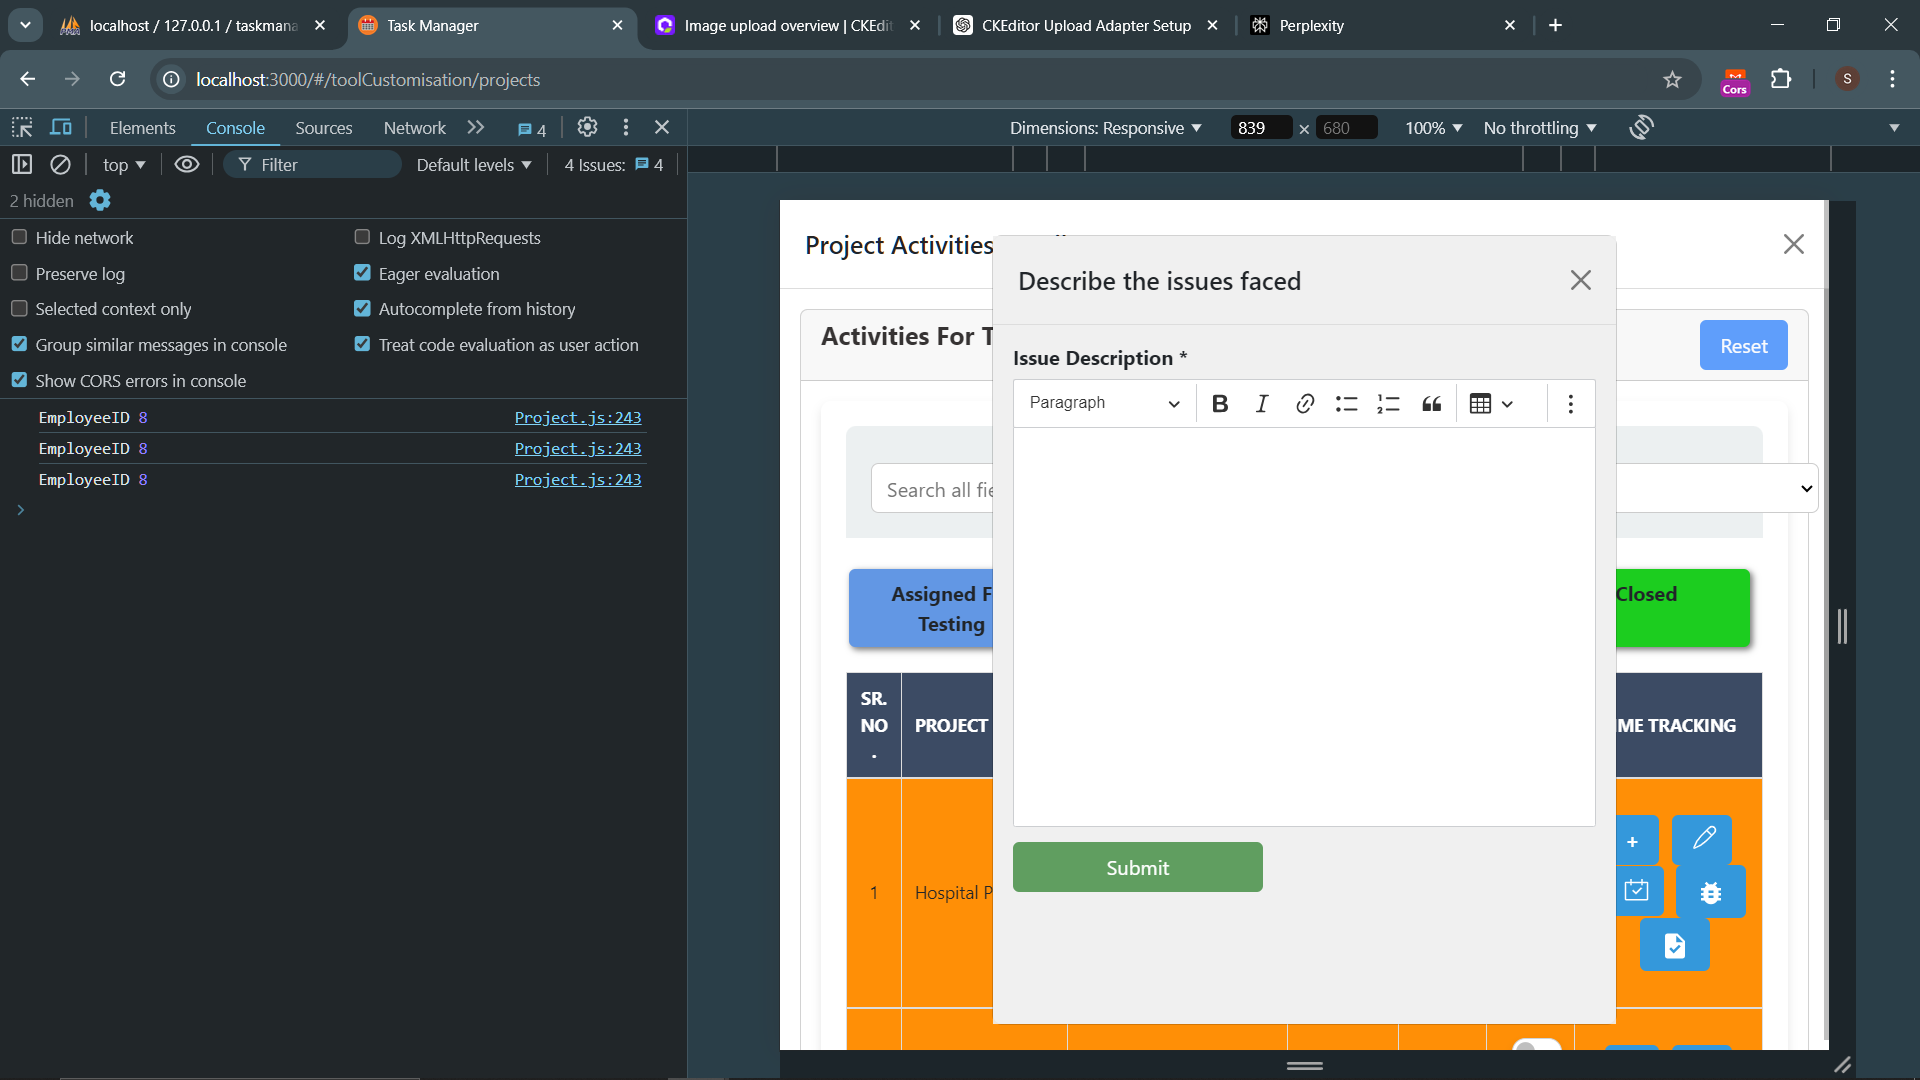 localhost / 127.0.0.1 / taskmana
Task Manager
Image upload overview | CKEdit
CKEditor Upload Adapter Setup
Perplexity
localhost:3000/#/toolCustomisation/projects
Cors
S
Elements
Console
Sources
Network
4
Dimensions: Responsive
839 × 680
100%
No throttling
top
Filter
Default levels
4 Issues: 4
2 hidden
Hide network
Log XMLHttpRequests
Preserve log
Eager evaluation
Selected context only
Autocomplete from history
Group similar messages in console
Treat code evaluation as user action
Show CORS errors in console
EmployeeID 8 Project.js:243
EmployeeID 8 Project.js:243
EmployeeID 8 Project.js:243
Project Activities
Describe the issues faced
Activities For T
Reset
Issue Description *
Paragraph
Search all fie
Assigned F
Testing
Closed
SR.
NO
.
PROJECT
ME TRACKING
1
Hospital P
+
Submit